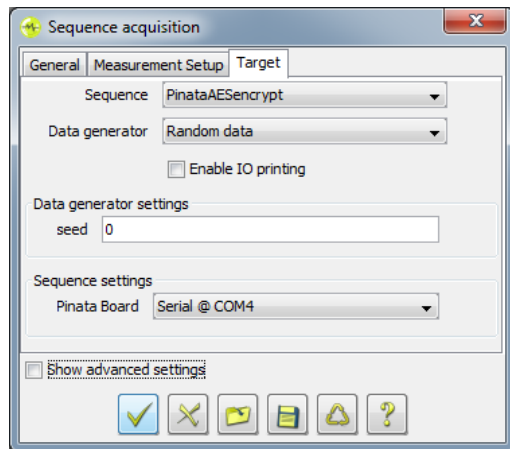 Sequence acquisition
General Measurement Setup Target
Sequence PinataAESencrypt
Data generator Random data
Enable IO printing
Data generator settings
seed 0
Sequence settings
Pinata Board Serial @ COM4
Show advanced settings